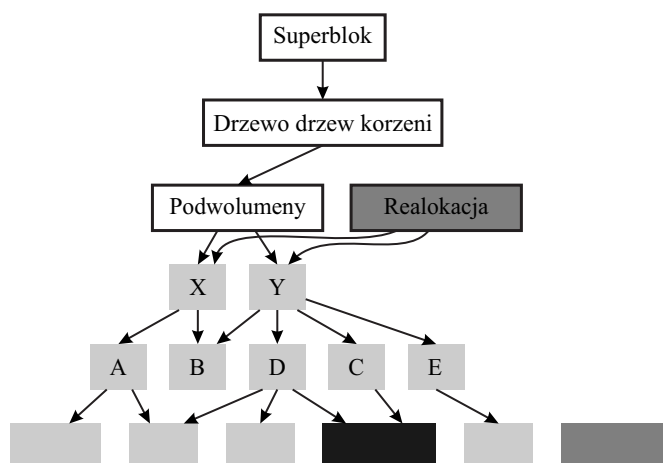 Superblok
Drzewo drzew korzeni
Podwolumeny
Realokacja
X
Y
A
B
D
C
E